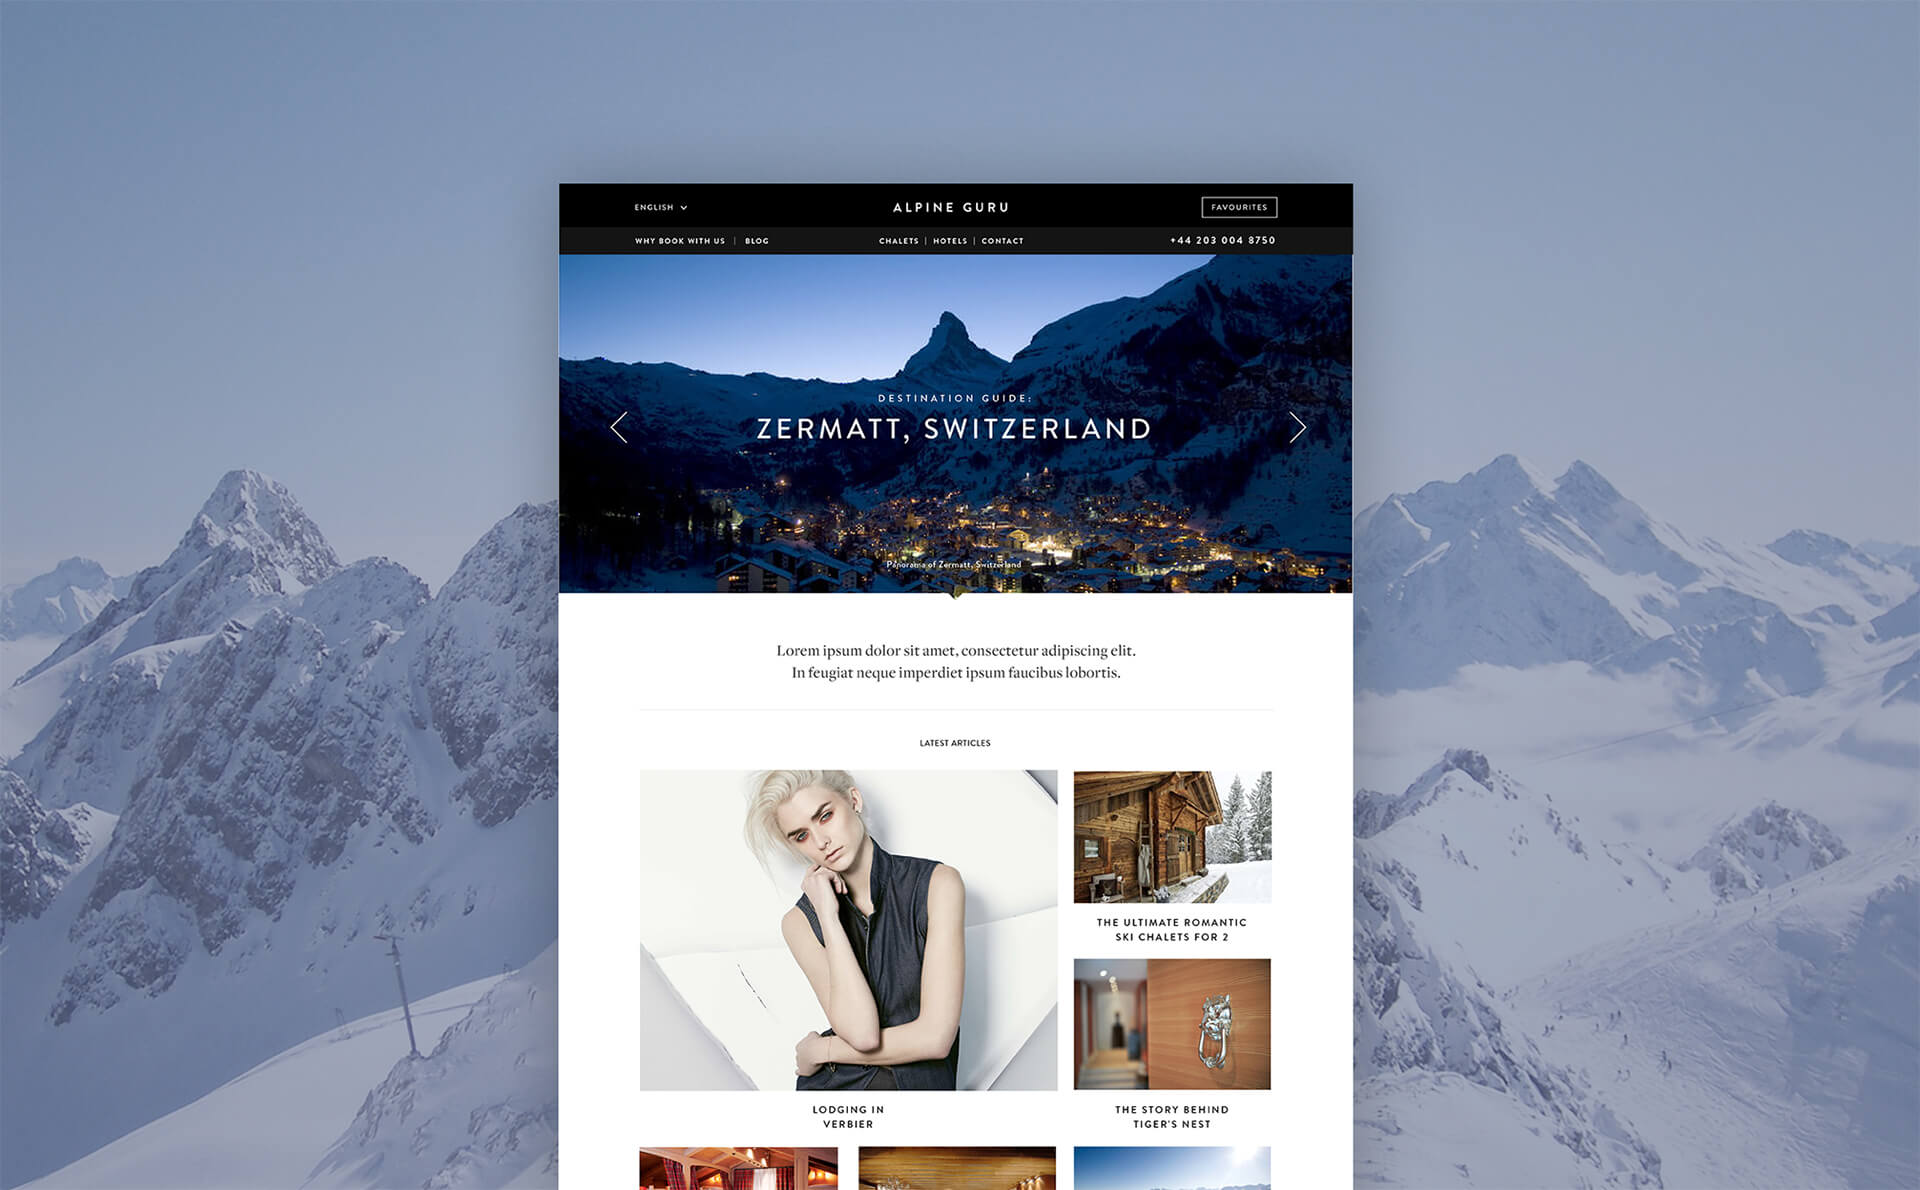 ENGLISH
ALPINE GURU
FAVOURITES
WHY BOOK WITH US | BLOG
CHALETS | HOTELS | CONTACT
+44 203 004 8750
DESTINATION GUIDE:
ZERMATT, SWITZERLAND
Panorama of Zermatt, Switzerland
Lorem ipsum dolor sit amet, consectetur adipiscing elit.
In feugiat neque imperdiet ipsum faucibus lobortis.
LATEST ARTICLES
THE ULTIMATE ROMANTIC
SKI CHALETS FOR 2
LODGING IN
VERBIER
THE STORY BEHIND
TIGER'S NEST